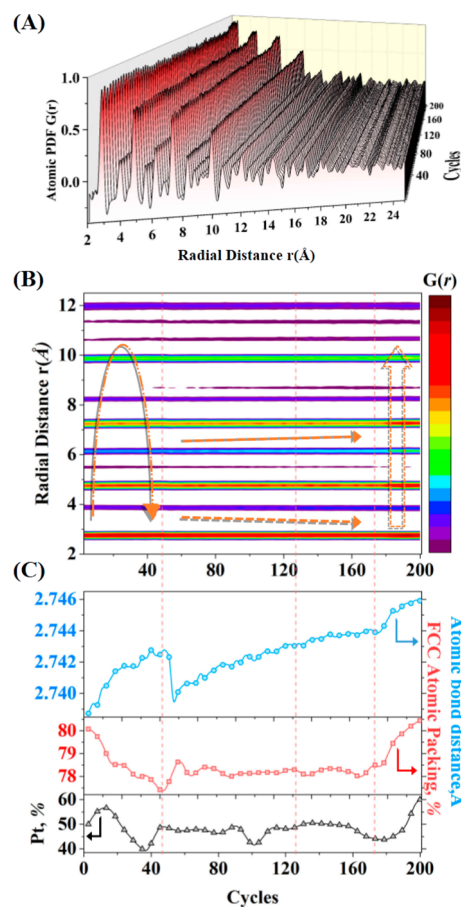 (A)
Atomic PDF G(r)
1.0
0.5
0.0
2 4 6 8 10 12 14 16 18 20 22 24
Radial Distance r(Å)
40 80 120 160 200
Cycles
(B)
G(r)
Radial Distance r(A)
12
10
8
6
4
2
40 80 120 160 200
(C)
2.746
2.744
2.742
2.740
Atomic bond distance,A
80
79
78
FCC Atomic Packing, %
60
50
40
Pt, %
0 40 80 120 160 200
Cycles